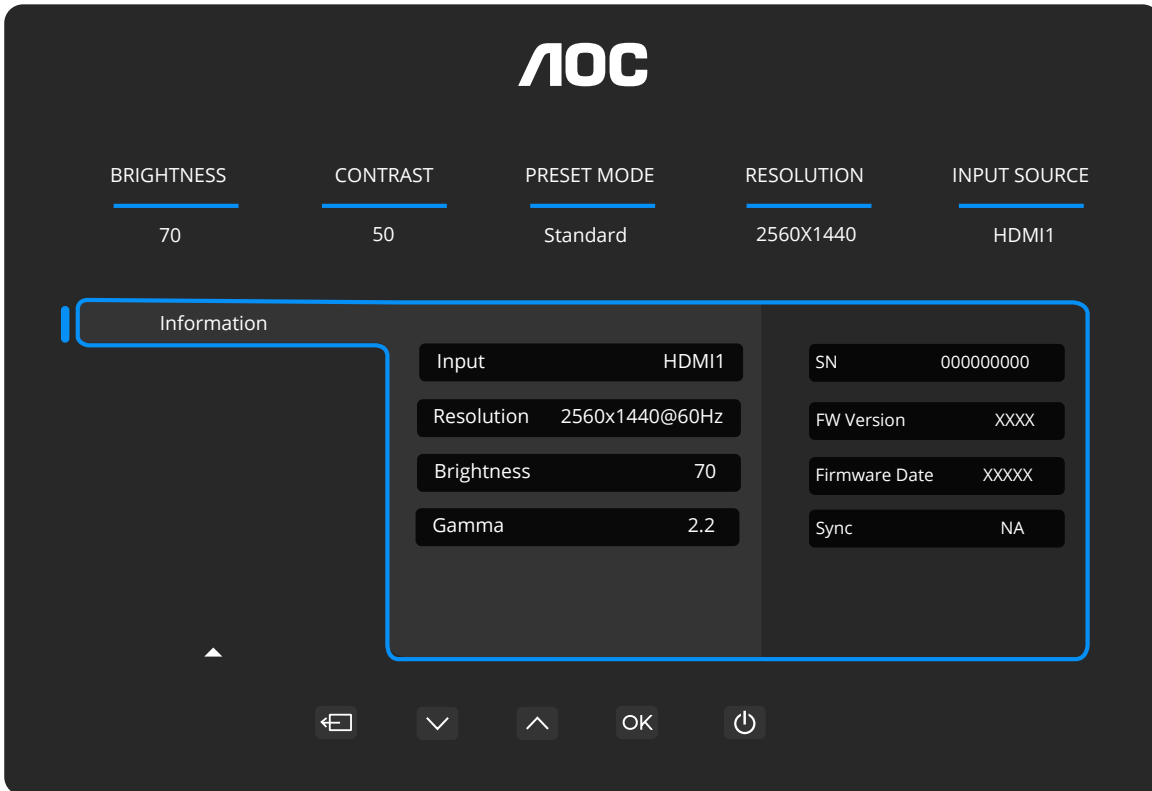 AOC
BRIGHTNESS CONTRAST PRESET MODE RESOLUTION INPUT SOURCE
70 50 Standard 2560X1440 HDMI1
Information
Input HDMI1
Resolution 2560x1440@60Hz
Brightness 70
Gamma 2.2
SN 000000000
FW Version XXXX
Firmware Date XXXXX
Sync NA
OK